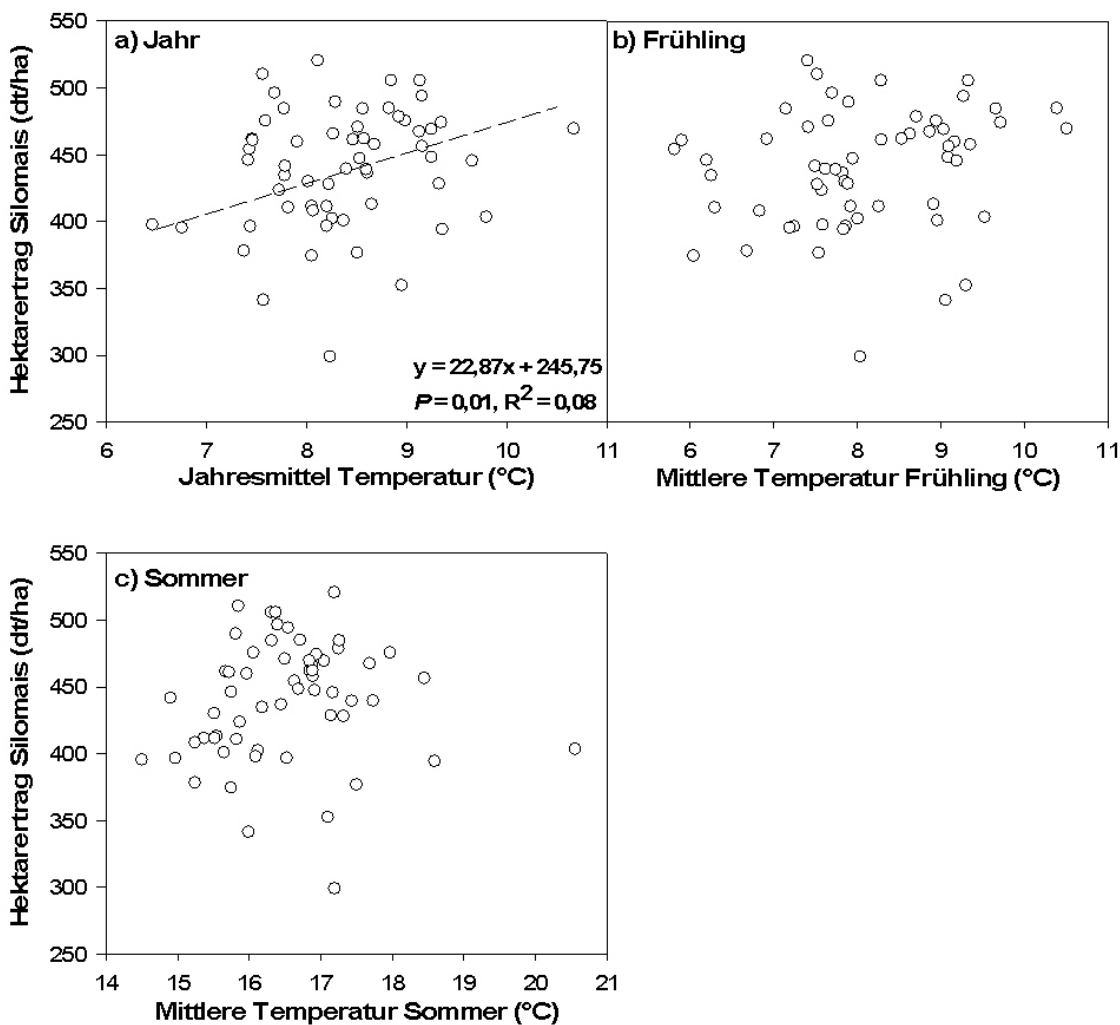 Hektarertrag Silomais (dt/ha)
550
500
450
400
350
300
250
a) Jahr
y = 22,87x + 245,75
P = 0,01, R² = 0,08
6 7 8 9 10 11
Jahresmittel Temperatur (°C)
b) Frühling
6 7 8 9 10 11
Mittlere Temperatur Frühling (°C)
Hektarertrag Silomais (dt/ha)
550
500
450
400
350
300
250
c) Sommer
14 15 16 17 18 19 20 21
Mittlere Temperatur Sommer (°C)